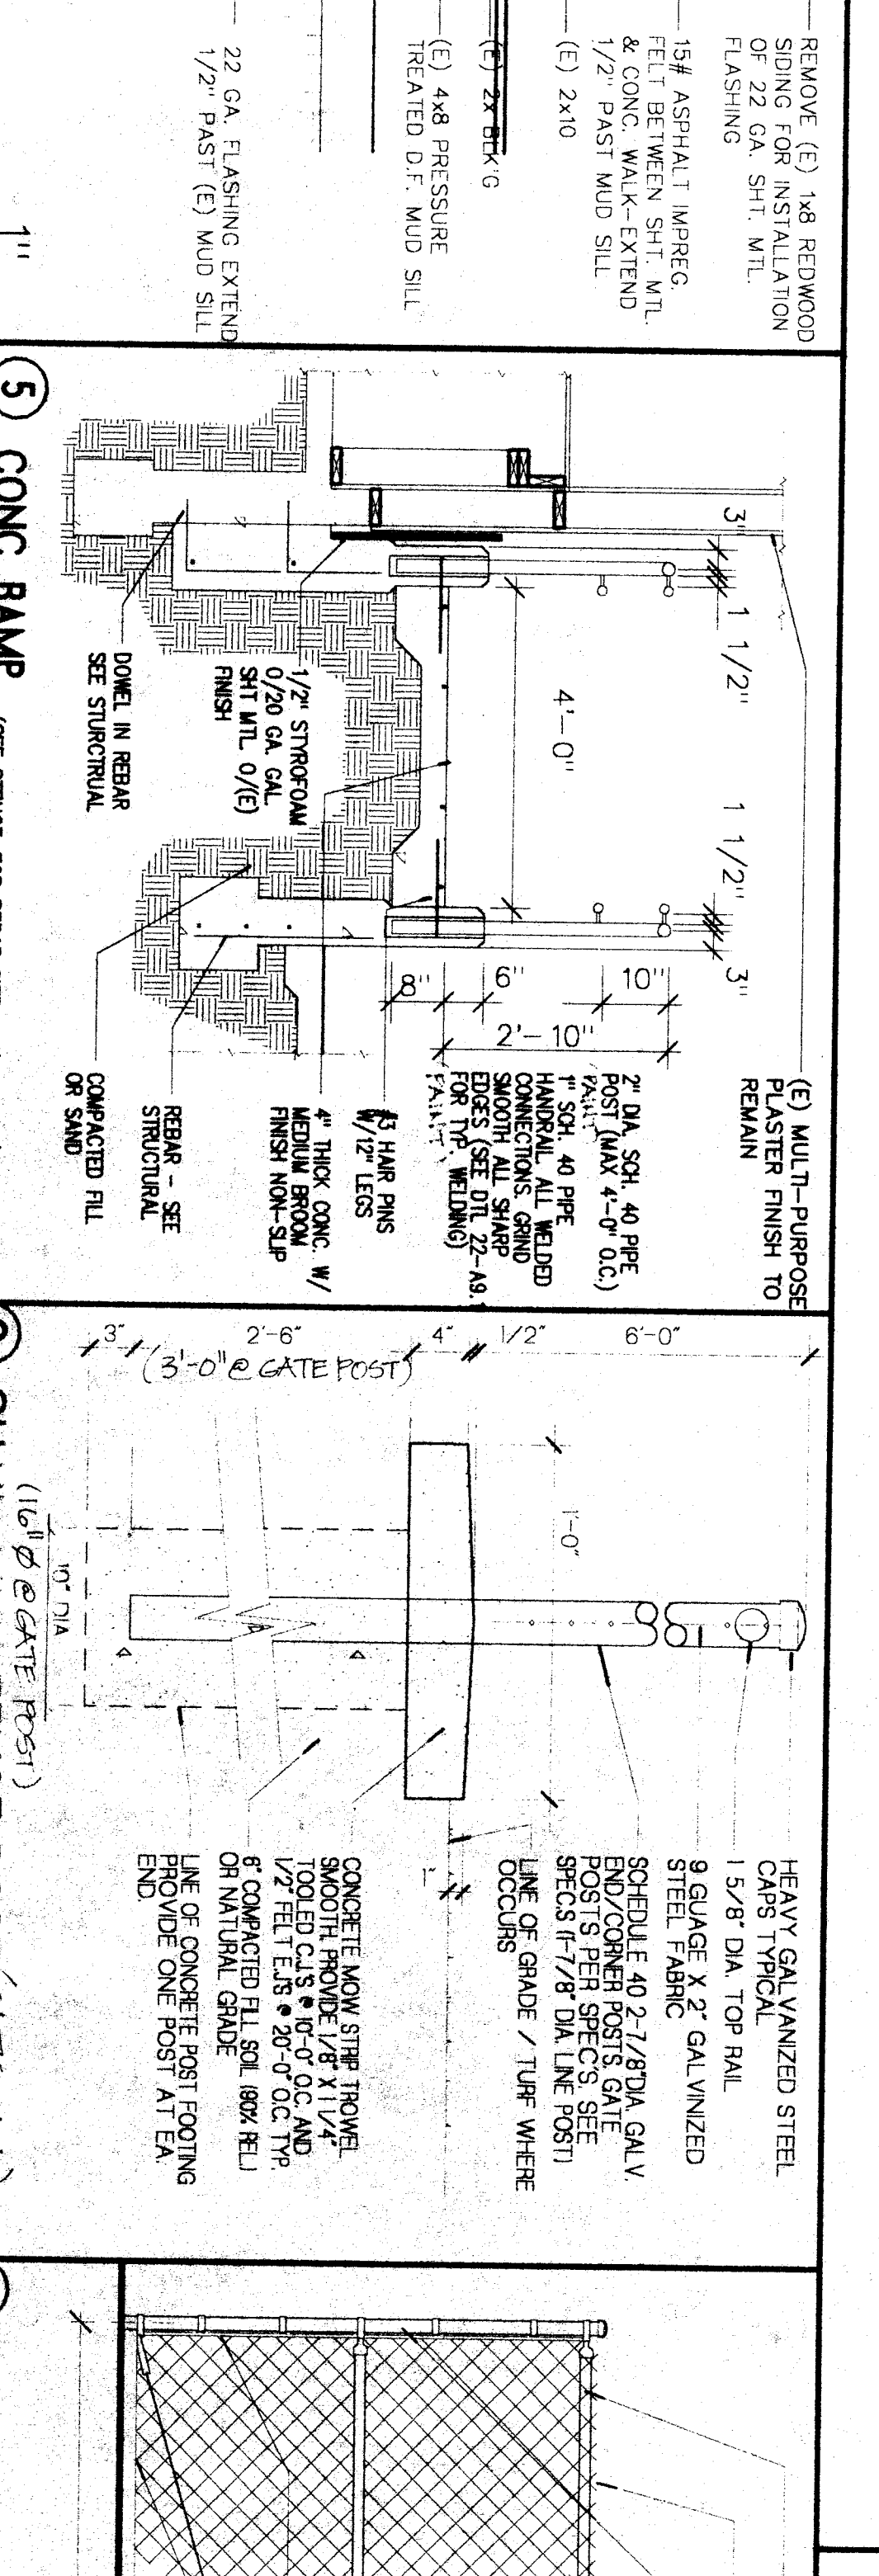 REMOVE (E) 1x8 REDWOOD
SIDING FOR INSTALLATION
OF 22 GA. SHT. MTL.
FLASHING
15# ASPHALT IMPREG.
FELT BETWEEN SHT. MTL.
& CONC. WALK-EXTEND
1/2" PAST MUD SILL
(E) 2x10
(E) 2x BLK'G
(E) 4x8 PRESSURE
TREATED D.F. MUD SILL
22 GA. FLASHING EXTEND
1/2" PAST (E) MUD SILL
1"
3"
1 1/2"
4'-0"
1 1/2"
3"
10"
6"
8"
2'-10"
(E) MULTI-PURPOSE
PLASTER FINISH TO
REMAIN
2" DIA. SCH. 40 PIPE
POST (MAX 4'-0" O.C.)
(PAINT)
1" SCH. 40 PIPE
HANDRAIL. ALL WELDED
CONNECTIONS. GRIND
SMOOTH ALL SHARP
EDGES (SEE DTL 22-A9.1
FOR TYP. WELDING)
(PAINT)
#3 HAIR PINS
W/12" LEGS
4" THICK CONC. W/
MEDIUM BROOM
FINISH NON-SLIP
REBAR - SEE
STRUCTURAL
COMPACTED FILL
OR SAND
1/2" STYROFOAM
O/20 GA. GAL
SHT MTL. O/(E)
FINISH
DOWEL IN REBAR
SEE STURCTRUAL
5 CONC RAMP
6'-0"
1/2"
4"
2'-6"
3"
(3'-0" @ GATE POST)
1'-0"
1"
10" DIA
(16" Ø @ GATE POST)
HEAVY GALVANIZED STEEL
CAPS TYPICAL
1 5/8" DIA. TOP RAIL
9 GUAGE X 2" GALVINIZED
STEEL FABRIC
SCHEDULE 40 2-7/8"DIA. GALV.
END/CORNER POSTS. GATE
POSTS PER SPEC'S. SEE
SPEC.S (1-7/8" DIA. LINE POST)
LINE OF GRADE / TURF WHERE
OCCURS
CONCRETE MOW STRIP TROWEL
SMOOTH. PROVIDE 1/8" X 1 1/4"
TOOLED C.J.'S @ 10'-0" O.C. AND
1/2" FELT E.J.'S @ 20'-0" O.C. TYP.
6" COMPACTED FILL SOIL (90% REL.)
OR NATURAL GRADE
LINE OF CONCRETE POST FOOTING
PROVIDE ONE POST AT EA.
END.